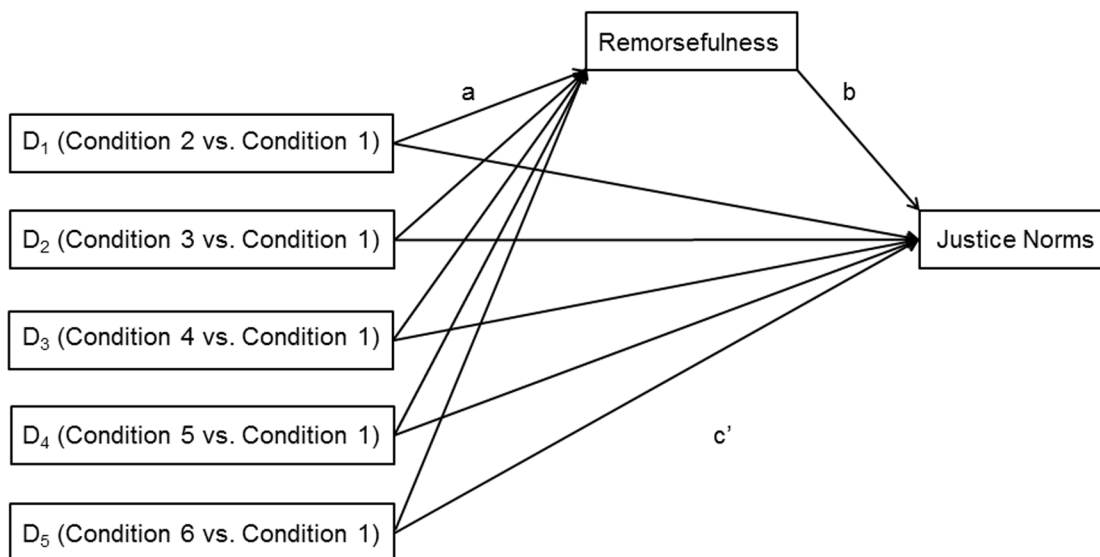 Remorsefulness
a
b
D₁ (Condition 2 vs. Condition 1)
D₂ (Condition 3 vs. Condition 1)
Justice Norms
D₃ (Condition 4 vs. Condition 1)
D₄ (Condition 5 vs. Condition 1)
c’
D₅ (Condition 6 vs. Condition 1)